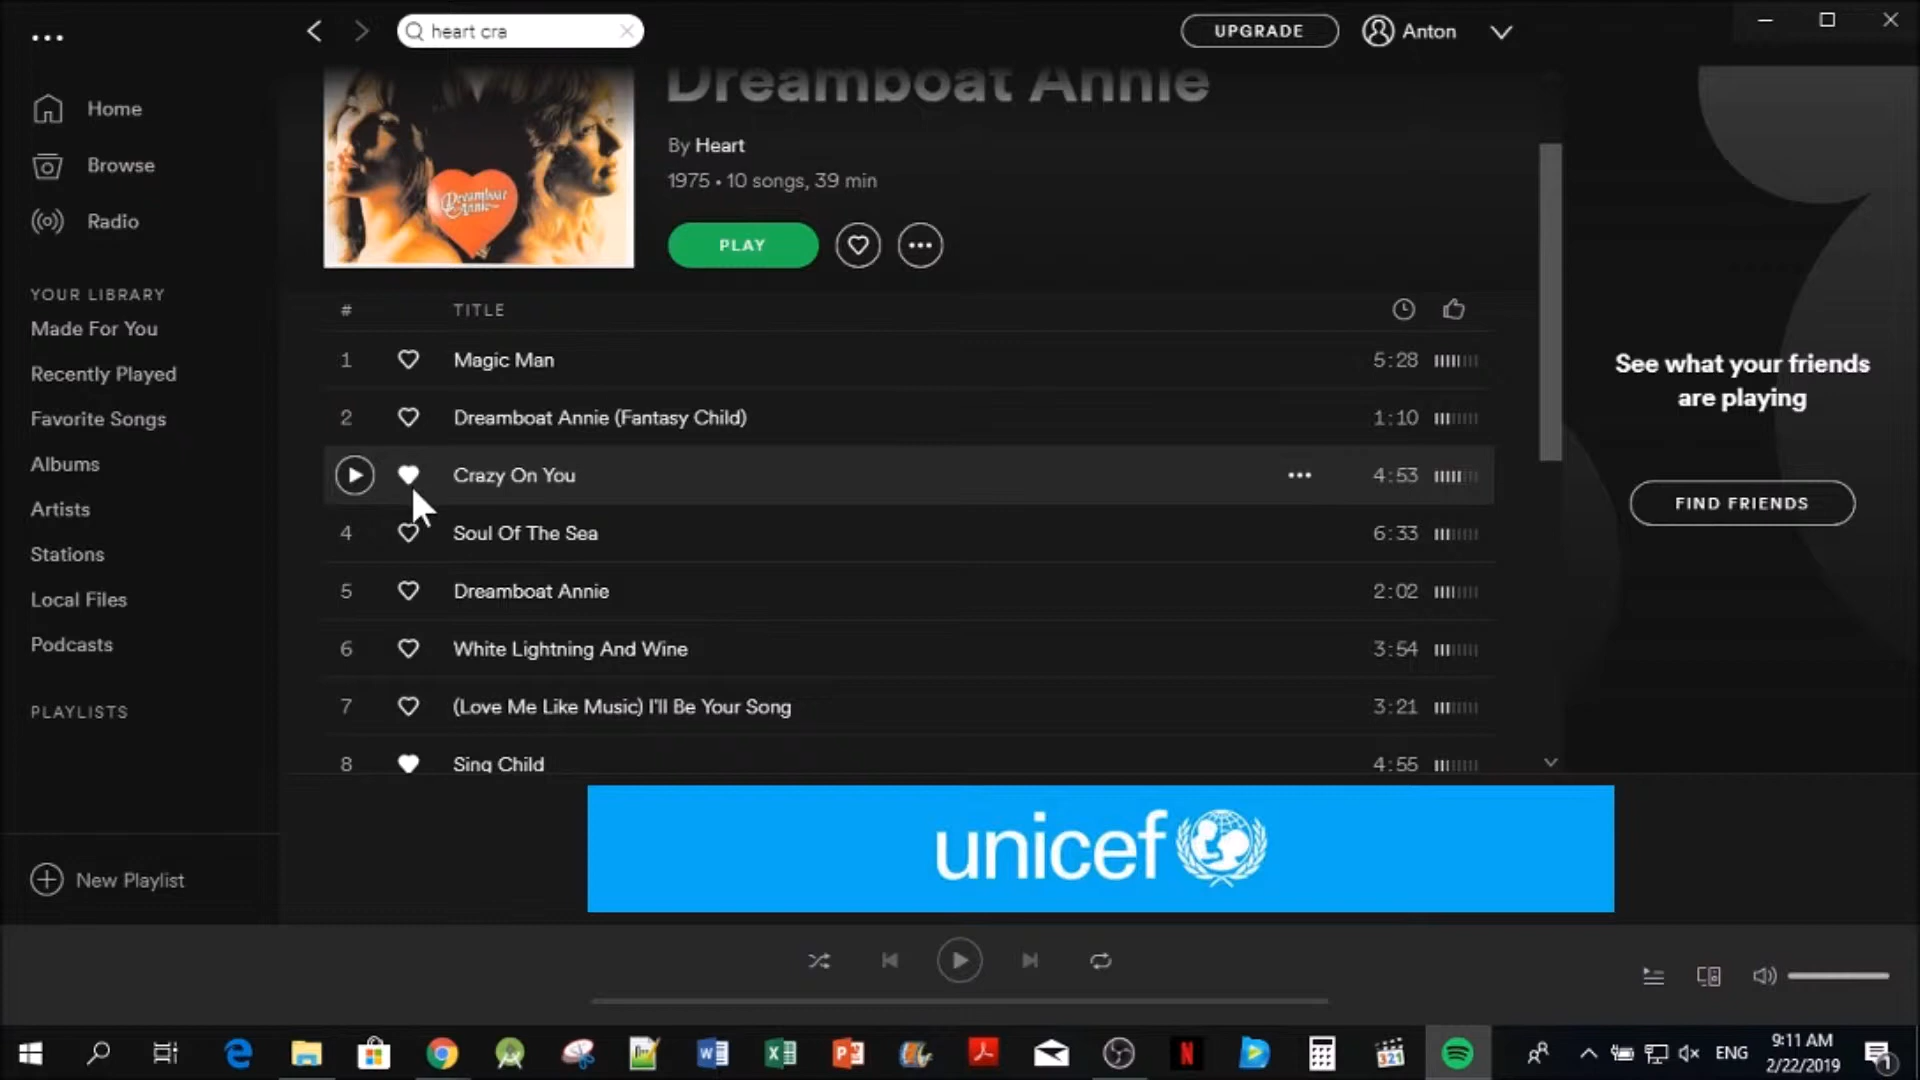 heart cra
UPGRADE
Anton
Home
Browse
Radio
YOUR LIBRARY
Made For You
Recently Played
Favorite Songs
Albums
Artists
Stations
Local Files
Podcasts
PLAYLISTS
New Playlist
Dreamboat Annie
Dreamboat Annie
By Heart
1975 • 10 songs, 39 min
PLAY
# TITLE
1 Magic Man 5:28
2 Dreamboat Annie (Fantasy Child) 1:10
Crazy On You 4:53
4 Soul Of The Sea 6:33
5 Dreamboat Annie 2:02
6 White Lightning And Wine 3:54
7 (Love Me Like Music) I'll Be Your Song 3:21
8 Sing Child 4:55
See what your friends
are playing
FIND FRIENDS
unicef
ENG
9:11 AM
2/22/2019
1